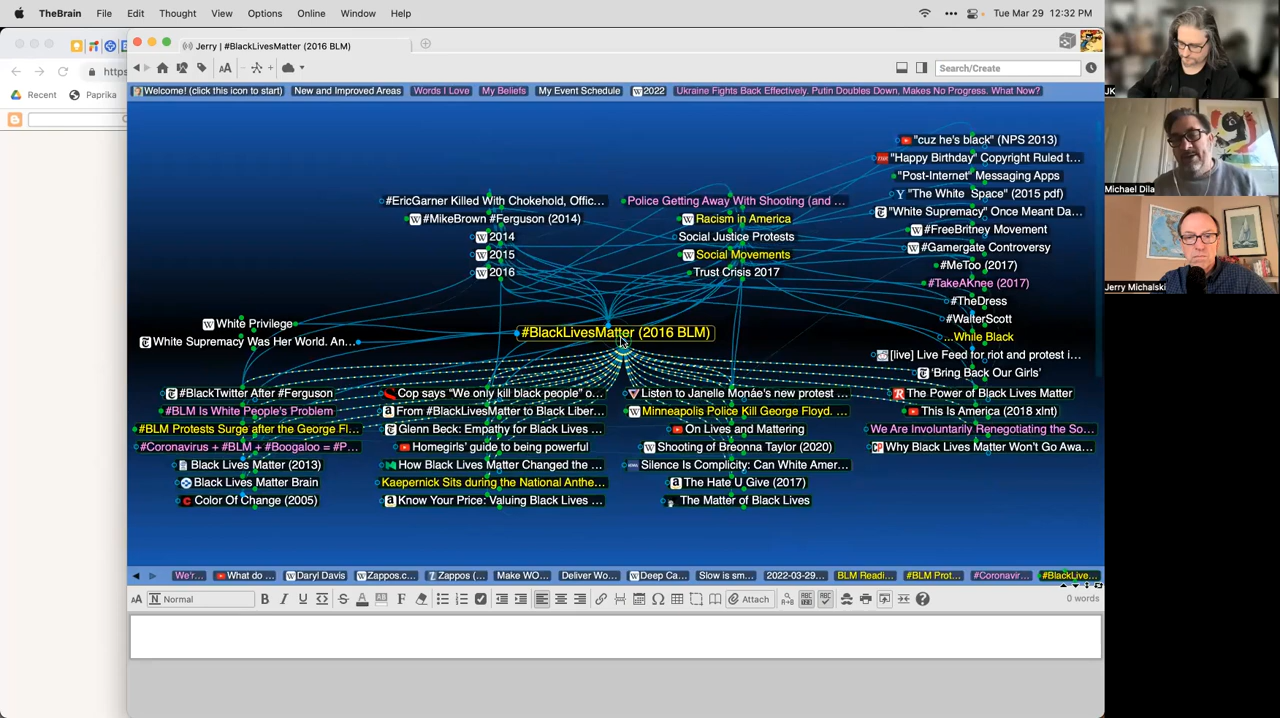 TheBrain File Edit Thought View Options Online Window Help
Tue Mar 29 12:32 PM
Jerry | #BlackLivesMatter (2016 BLM)
https
Search/Create
Recent Paprika
Welcome! (click this icon to start) New and Improved Areas Words I Love My Beliefs My Event Schedule 2022 Ukraine Fights Back Effectively. Putin Doubles Down, Makes No Progress. What Now?
JK
Michael Dila
Jerry Michalski
#EricGarner Killed With Chokehold, Offic...
#MikeBrown #Ferguson (2014)
2014
2015
2016
Police Getting Away With Shooting (and ...
Racism in America
Social Justice Protests
Social Movements
Trust Crisis 2017
"cuz he's black" (NPS 2013)
"Happy Birthday" Copyright Ruled t...
"Post-Internet" Messaging Apps
"The White Space" (2015 pdf)
"White Supremacy" Once Meant Da...
#FreeBritney Movement
#Gamergate Controversy
#MeToo (2017)
#TakeAKnee (2017)
#TheDress
#WalterScott
...While Black
[live] Live Feed for riot and protest i...
'Bring Back Our Girls'
White Privilege
White Supremacy Was Her World. An...
#BlackLivesMatter (2016 BLM)
#BlackTwitter After #Ferguson
#BLM Is White People's Problem
#BLM Protests Surge after the George Fl...
#Coronavirus + #BLM + #Boogaloo = #P...
Black Lives Matter (2013)
Black Lives Matter Brain
Color Of Change (2005)
Cop says "We only kill black people" o...
From #BlackLivesMatter to Black Liber...
Glenn Beck: Empathy for Black Lives ...
Homegirls' guide to being powerful
How Black Lives Matter Changed the ...
Kaepernick Sits during the National Anthe...
Know Your Price: Valuing Black Lives ...
Listen to Janelle Monáe's new protest ...
Minneapolis Police Kill George Floyd. ...
On Lives and Mattering
Shooting of Breonna Taylor (2020)
Silence Is Complicity: Can White Amer...
The Hate U Give (2017)
The Matter of Black Lives
The Power of Black Lives Matter
This Is America (2018 xlnt)
We Are Involuntarily Renegotiating the So...
Why Black Lives Matter Won't Go Awa...
We'r... What do ... Daryl Davis Zappos.c... Zappos (... Make WO... Deliver Wo... Deep Ca... Slow is sm... 2022-03-29... BLM Readi... #BLM Prot... #Coronavir... #BlackLive...
Normal B I U S A Attach 0 words